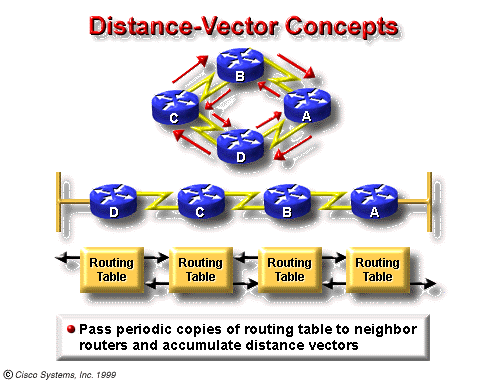 Distance-Vector Concepts
B
C
A
D
D
C
B
A
Routing
Table
Routing
Table
Routing
Table
Routing
Table
Pass periodic copies of routing table to neighbor
routers and accumulate distance vectors
© Cisco Systems, Inc. 1999